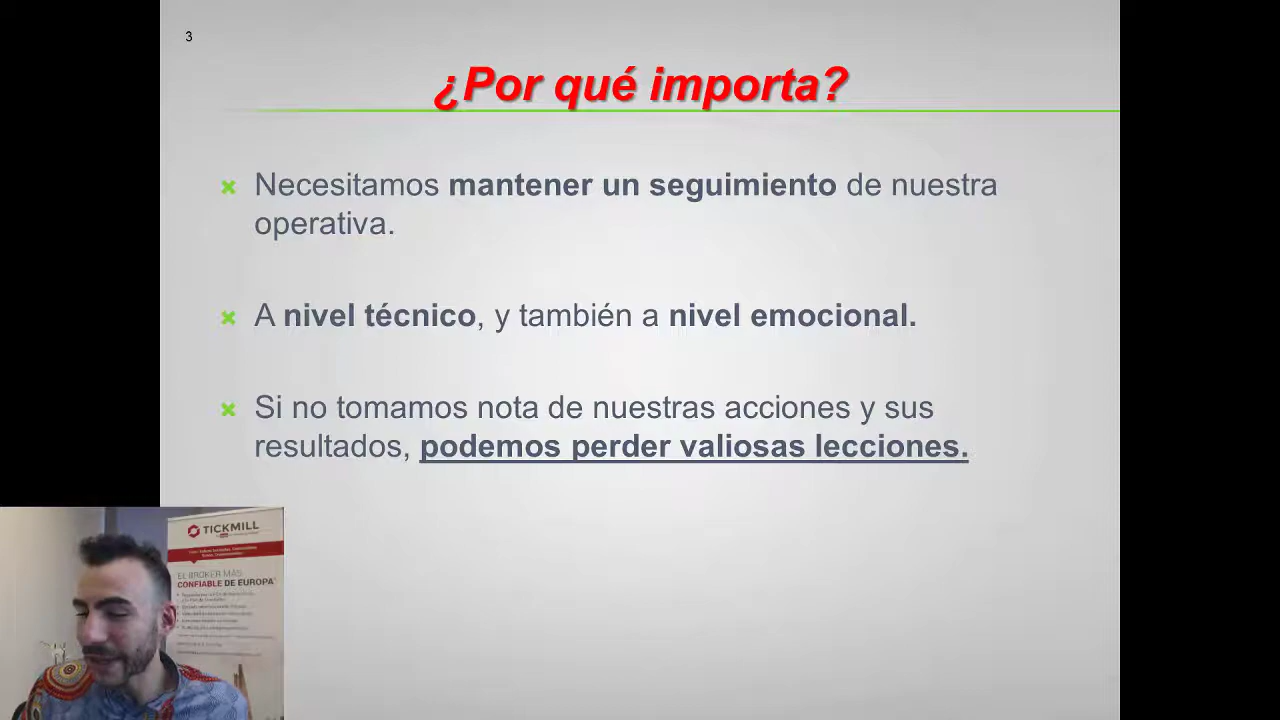 3
¿Por qué importa?
Necesitamos mantener un seguimiento de nuestra
operativa.
A nivel técnico, y también a nivel emocional.
Si no tomamos nota de nuestras acciones y sus
resultados, podemos perder valiosas lecciones.
TICKMILL
EL BROKER MÁS
CONFIABLE DE EUROPA